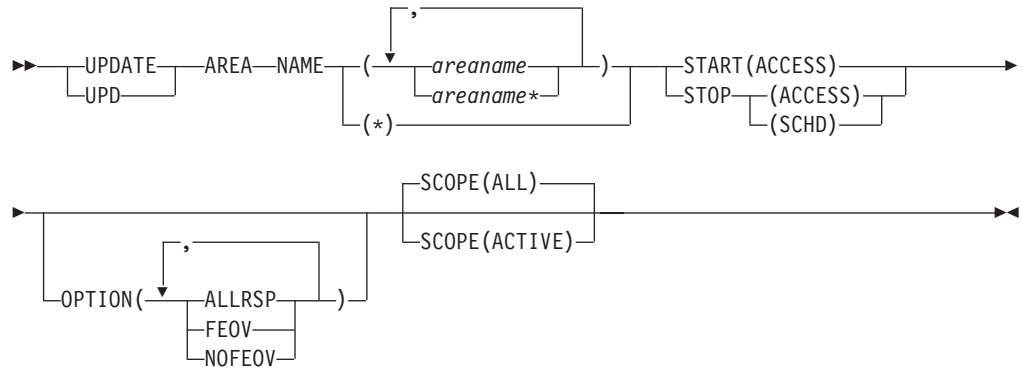 ,
UPDATE AREA NAME ( areaname ) START(ACCESS)
UPD areaname* STOP (ACCESS)
(*) (SCHD)
SCOPE(ALL)
, SCOPE(ACTIVE)
OPTION( ALLRSP )
FEOV
NOFEOV